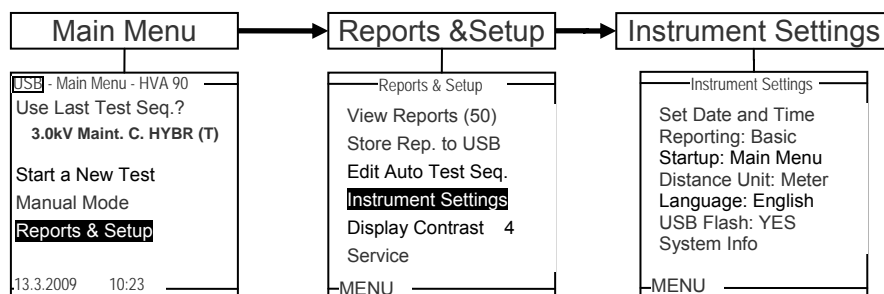 Main Menu
Reports &Setup
Instrument Settings
USB - Main Menu - HVA 90
Use Last Test Seq.?
3.0kV Maint. C. HYBR (T)
Start a New Test
Manual Mode
Reports & Setup
13.3.2009 10:23
Reports & Setup
View Reports (50)
Store Rep. to USB
Edit Auto Test Seq.
Instrument Settings
Display Contrast 4
Service
MENU
Instrument Settings
Set Date and Time
Reporting: Basic
Startup: Main Menu
Distance Unit: Meter
Language: English
USB Flash: YES
System Info
MENU